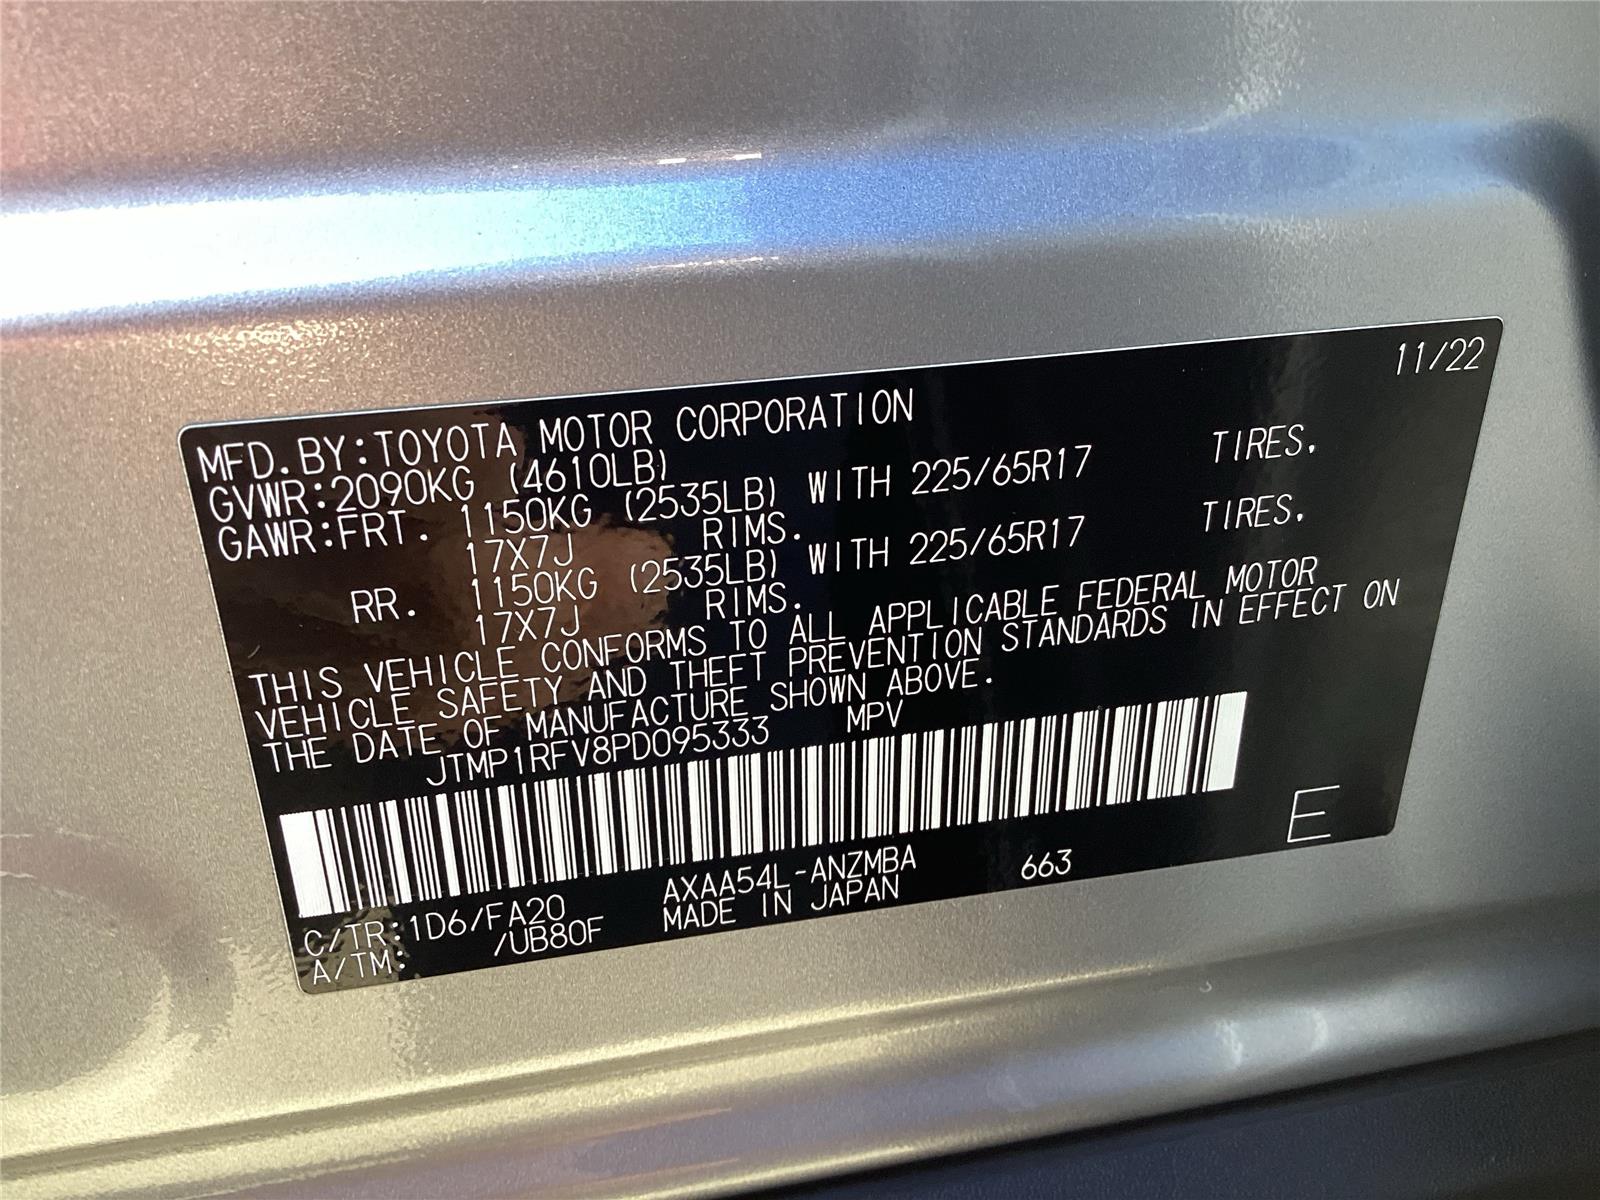 11/22
MFD.BY:TOYOTA MOTOR CORPORATION
GVWR:2090KG (4610LB)
GAWR:FRT. 1150KG (2535LB) WITH 225/65R17 TIRES.
17X7J RIMS.
RR. 1150KG (2535LB) WITH 225/65R17 TIRES.
17X7J RIMS.
THIS VEHICLE CONFORMS TO ALL APPLICABLE FEDERAL MOTOR
VEHICLE SAFETY AND THEFT PREVENTION STANDARDS IN EFFECT ON
THE DATE OF MANUFACTURE SHOWN ABOVE.
JTMP1RFV8PD095333 MPV
E
C/TR:1D6/FA20 AXAA54L-ANZMBA 663
A/TM: /UB80F MADE IN JAPAN